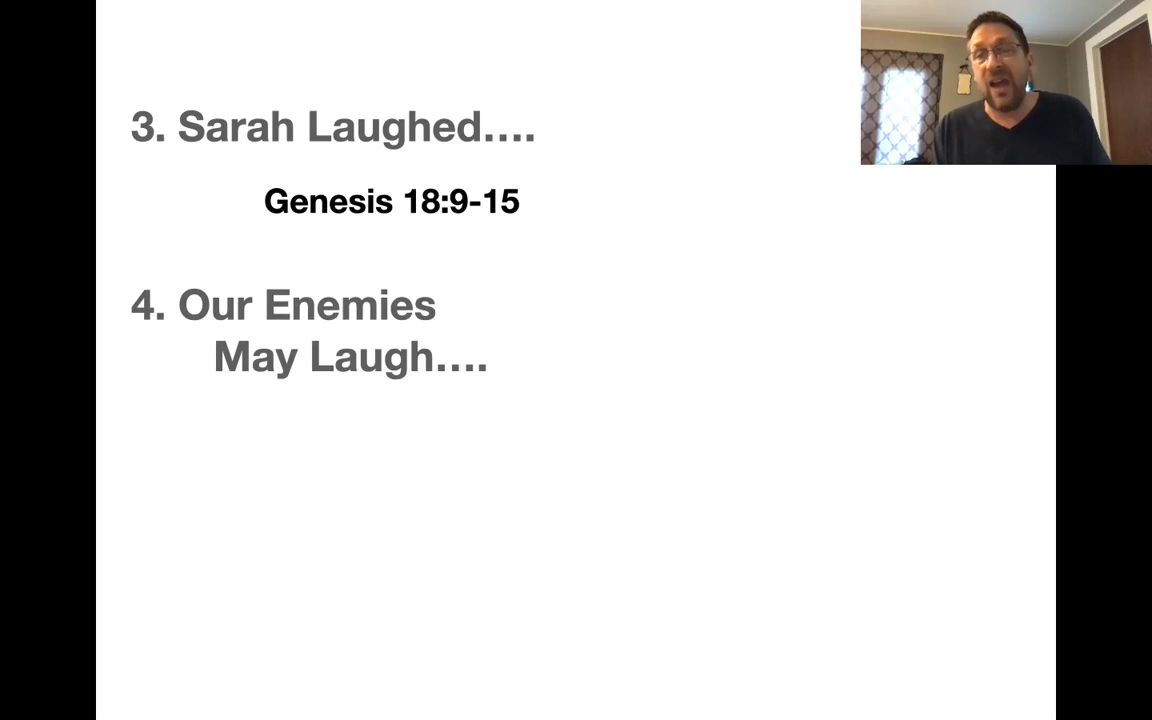 3. Sarah Laughed....
Genesis 18:9-15
4. Our Enemies
May Laugh....